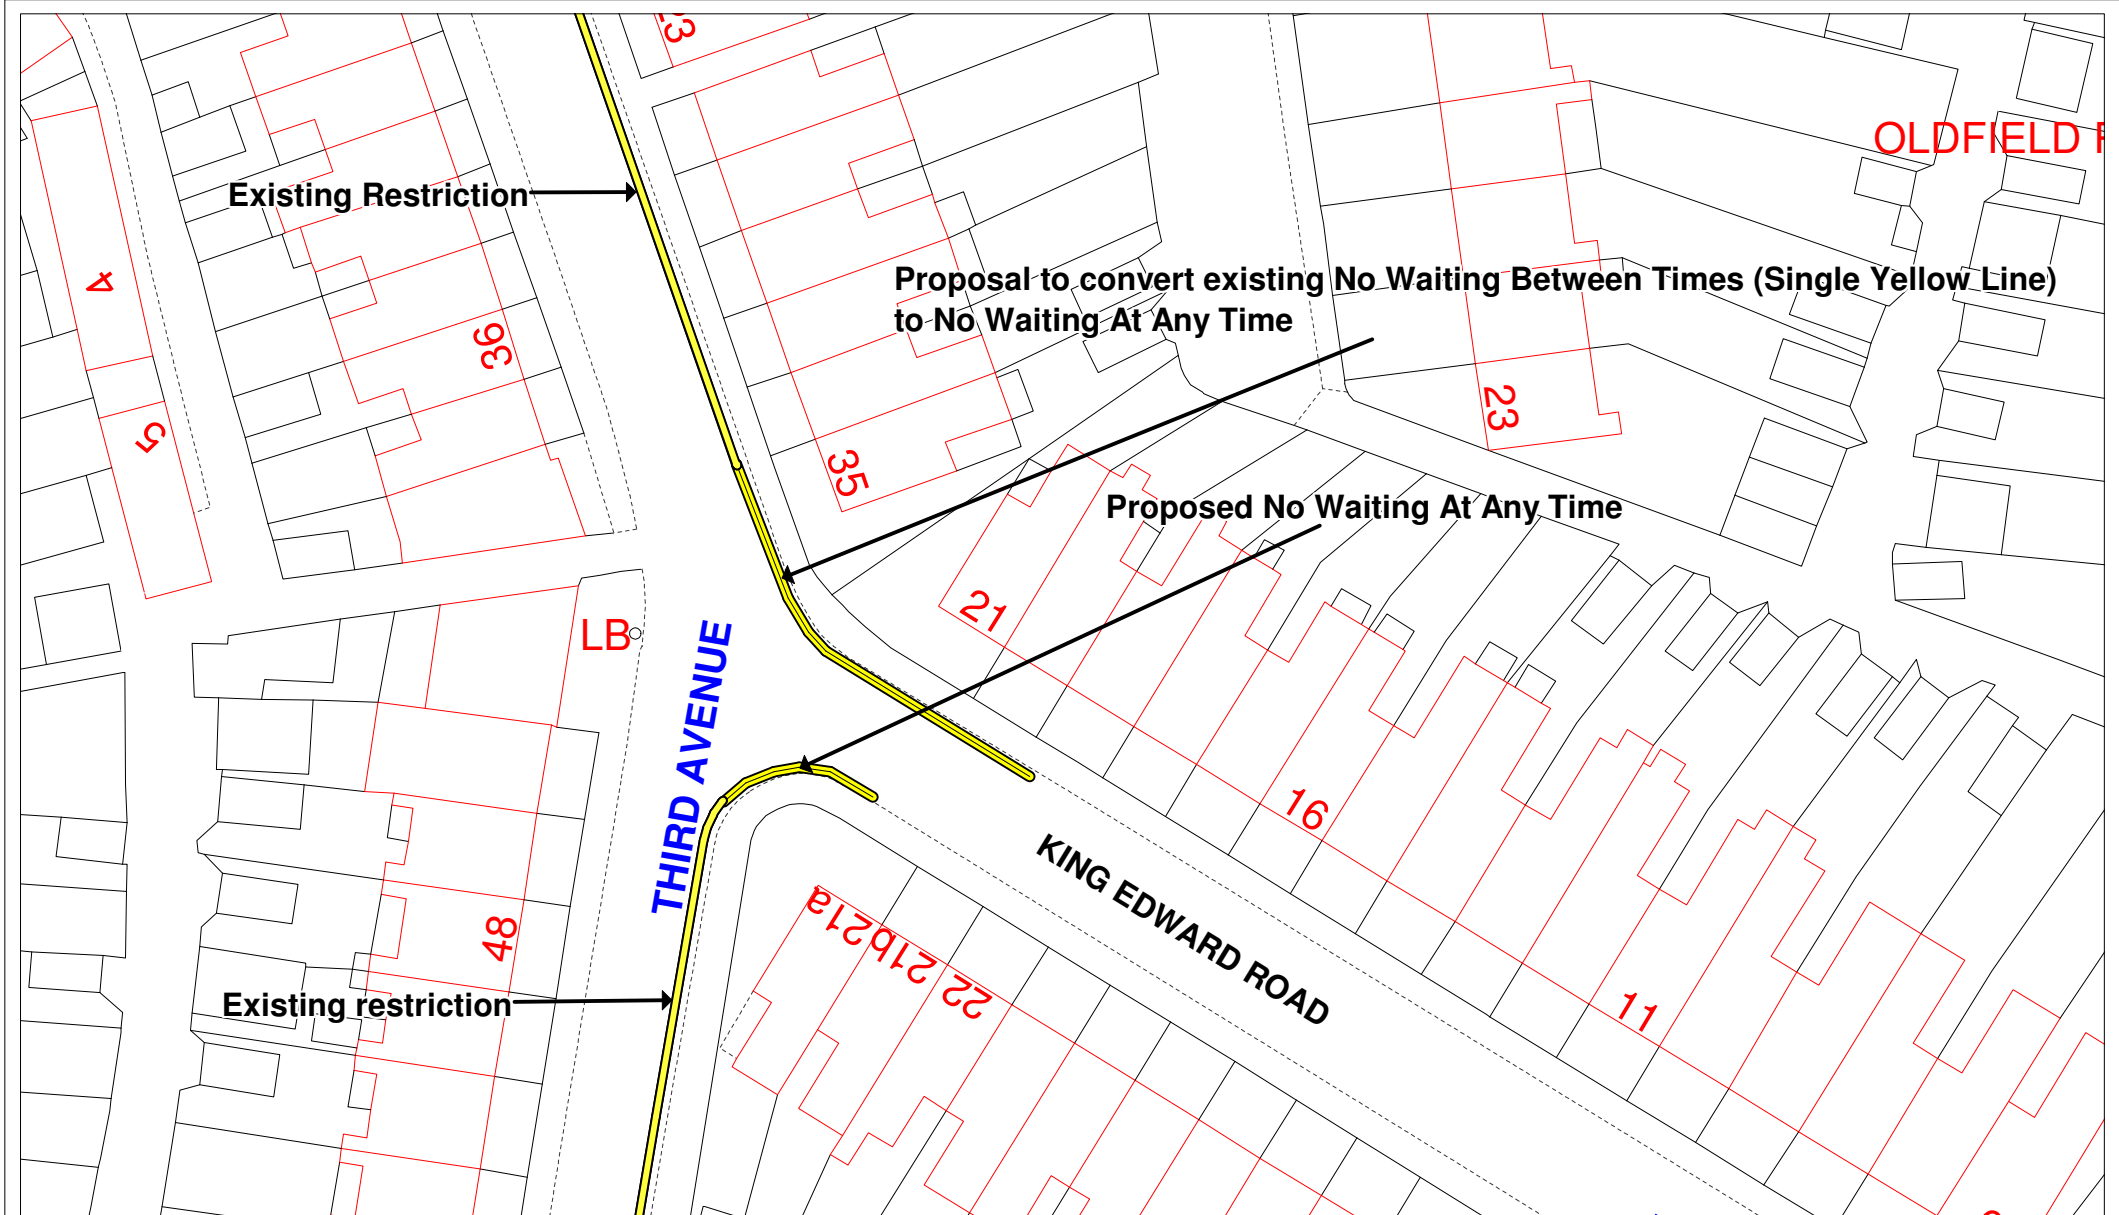 23
OLDFIELD
Existing Restriction
4
Proposal to convert existing No Waiting Between Times (Single Yellow Line)
to No Waiting At Any Time
36
23
5
35
Proposed No Waiting At Any Time
21
LB
THIRD AVENUE
16
KING EDWARD ROAD
48
21a
21b
22
Existing restriction
11